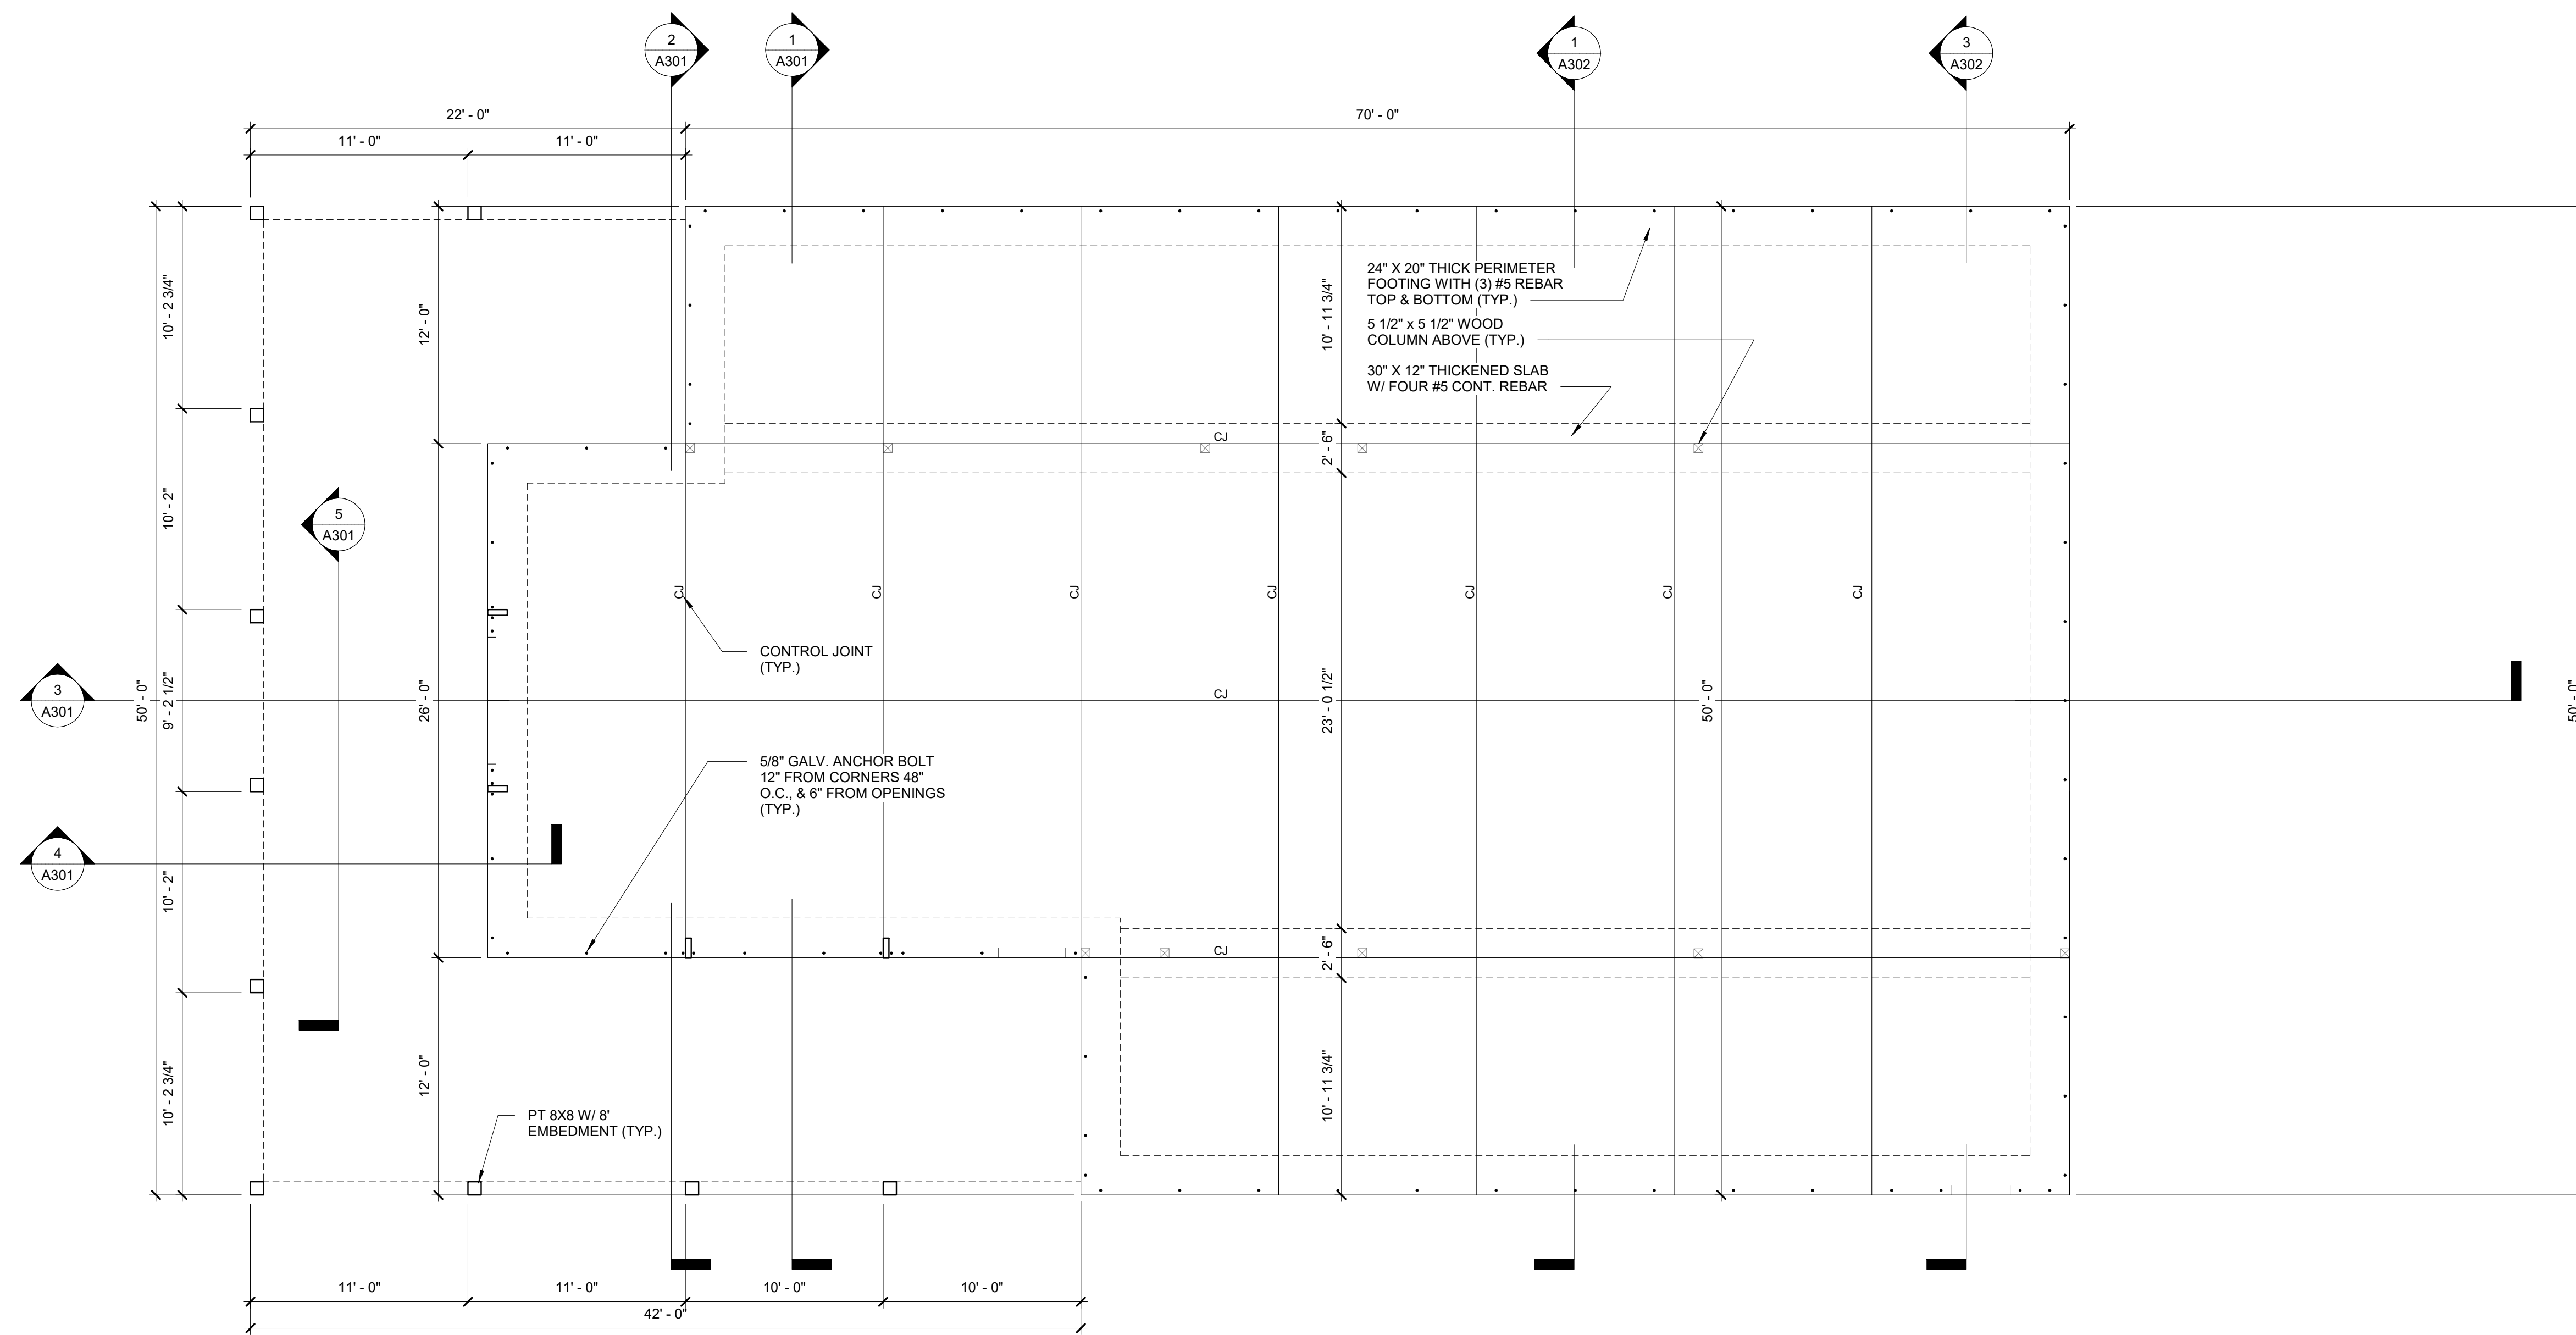 2
A301
1
A301
1
A302
3
A302
22' - 0"
70' - 0"
11' - 0"
11' - 0"
10' - 2 3/4"
12' - 0"
10' - 11 3/4"
24" X 20" THICK PERIMETER
FOOTING WITH (3) #5 REBAR
TOP & BOTTOM (TYP.)
5 1/2" x 5 1/2" WOOD
COLUMN ABOVE (TYP.)
30" X 12" THICKENED SLAB
W/ FOUR #5 CONT. REBAR
CJ
2' - 6"
10' - 2"
5
A301
CJ
CJ
CJ
CJ
CJ
CJ
CJ
CONTROL JOINT
(TYP.)
3
A301
50' - 0"
9' - 2 1/2"
26' - 0"
CJ
23' - 0 1/2"
50' - 0"
50' - 0"
5/8" GALV. ANCHOR BOLT
12" FROM CORNERS 48"
O.C., & 6" FROM OPENINGS
(TYP.)
4
A301
10' - 2"
CJ
2' - 6"
10' - 2 3/4"
12' - 0"
10' - 11 3/4"
PT 8X8 W/ 8'
EMBEDMENT (TYP.)
11' - 0"
11' - 0"
10' - 0"
10' - 0"
42' - 0"